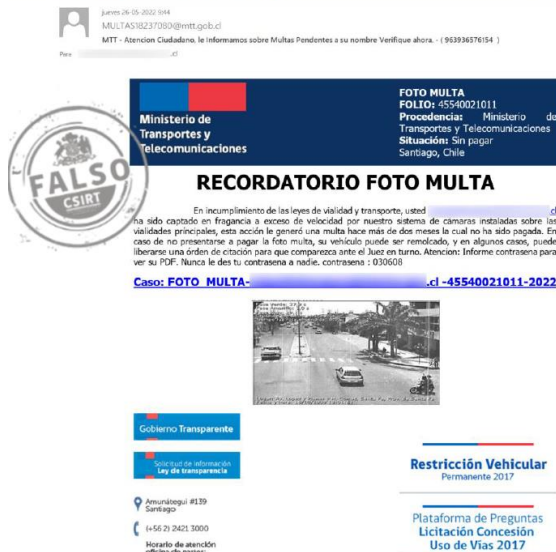 jueves 26-05-2022 9:44
MULTAS18237080@mtt.gob.cl
MTT - Atencion Ciudadano, le Informamos sobre Multas Pendentes a su nombre Verifique ahora. - ( 963936576154 )
Para
.cl
FALSO
CSIRT
Ministerio de
Transportes y
Telecomunicaciones
FOTO MULTA
FOLIO: 45540021011
Procedencia: Ministerio de
Transportes y Telecomunicaciones
Situación: Sin pagar
Santiago, Chile
RECORDATORIO FOTO MULTA
En incumplimiento de las leyes de vialidad y transporte, usted .cl
ha sido captado en fragancia a exceso de velocidad por nuestro sistema de cámaras instaladas sobre las
vialidades principales, esta acción le generó una multa hace más de dos meses la cual no ha sido pagada. En
caso de no presentarse a pagar la foto multa, su vehículo puede ser remolcado, y en algunos casos, puede
liberarse una órden de citación para que comparezca ante el Juez en turno. Atencion: Informe contrasena para
ver su PDF. Nunca le des tu contrasena a nadie. contrasena : 030608
Caso: FOTO_MULTA- .cl -45540021011-2022
Gobierno Transparente
Solicitud de información
Ley de transparencia
Amunátegui #139
Santiago
(+56 2) 2421 3000
Horario de atención
oficina de partes:
Restricción Vehicular
Permanente 2017
Plataforma de Preguntas
Licitación Concesión
Uso de Vías 2017